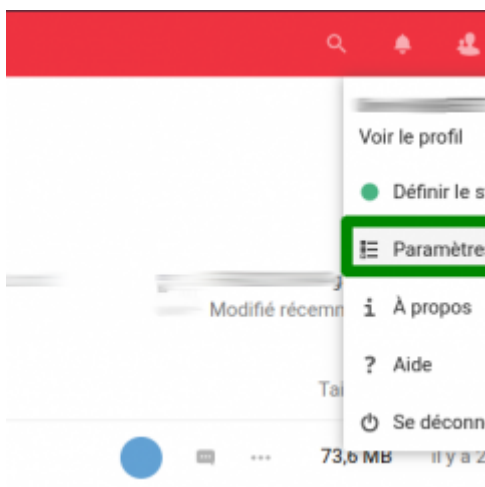 Voir le profil
Définir le s
Paramètre
Modifié récemm
À propos
Aide
Tai
Se déconn
73,6 MB il y a 2